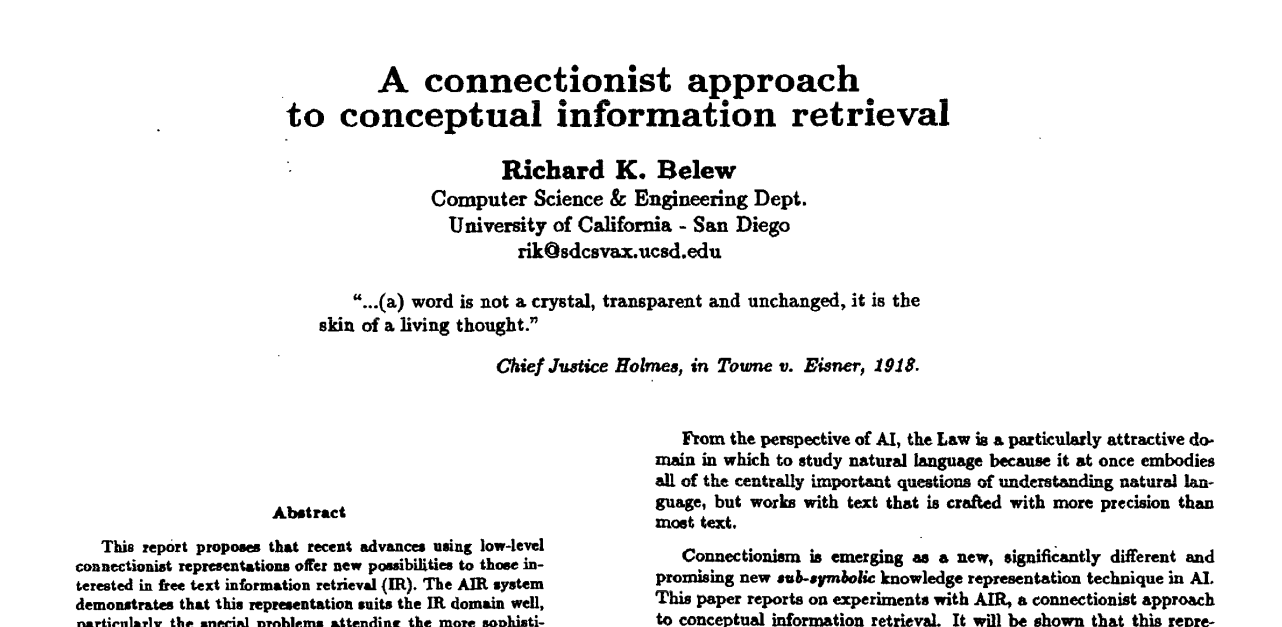 A connectionist approach
to conceptual information retrieval
Richard K. Belew
Computer Science & Engineering Dept.
University of California - San Diego
rik@sdcsvax.ucsd.edu
"...(a) word is not a crystal, transparent and unchanged, it is the
skin of a living thought."
Chief Justice Holmes, in Towne v. Eisner, 1918.
Abstract
This report proposes that recent advances using low-level
connectionist representations offer new possibilities to those in-
terested in free text information retrieval (IR). The AIR system
demonstrates that this representation suits the IR domain well,
particularly the special problems attending the more sophisti-
From the perspective of AI, the Law is a particularly attractive do-
main in which to study natural language because it at once embodies
all of the centrally important questions of understanding natural lan-
guage, but works with text that is crafted with more precision than
most text.
Connectionism is emerging as a new, significantly different and
promising new sub-symbolic knowledge representation technique in AI.
This paper reports on experiments with AIR, a connectionist approach
to conceptual information retrieval. It will be shown that this repre-